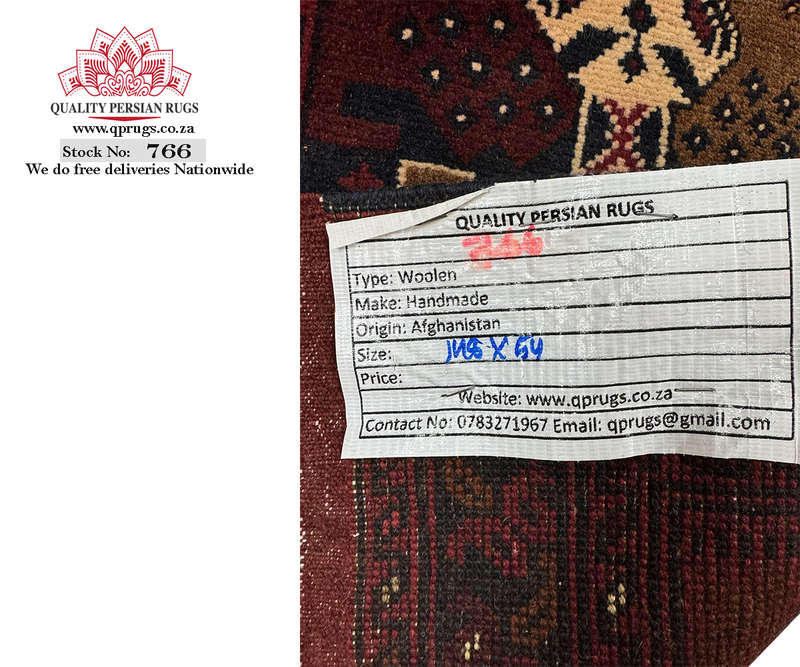 QUALITY PERSIAN RUGS
www.qprugs.co.za
Stock No: 766
We do free deliveries Nationwide
QUALITY PERSIAN RUGS
766
Type: Woolen
Make: Handmade
Origin: Afghanistan
Size:
Price:
Website: www.qprugs.co.za
Contact No: 0783271967 Email: qprugs@gmail.com